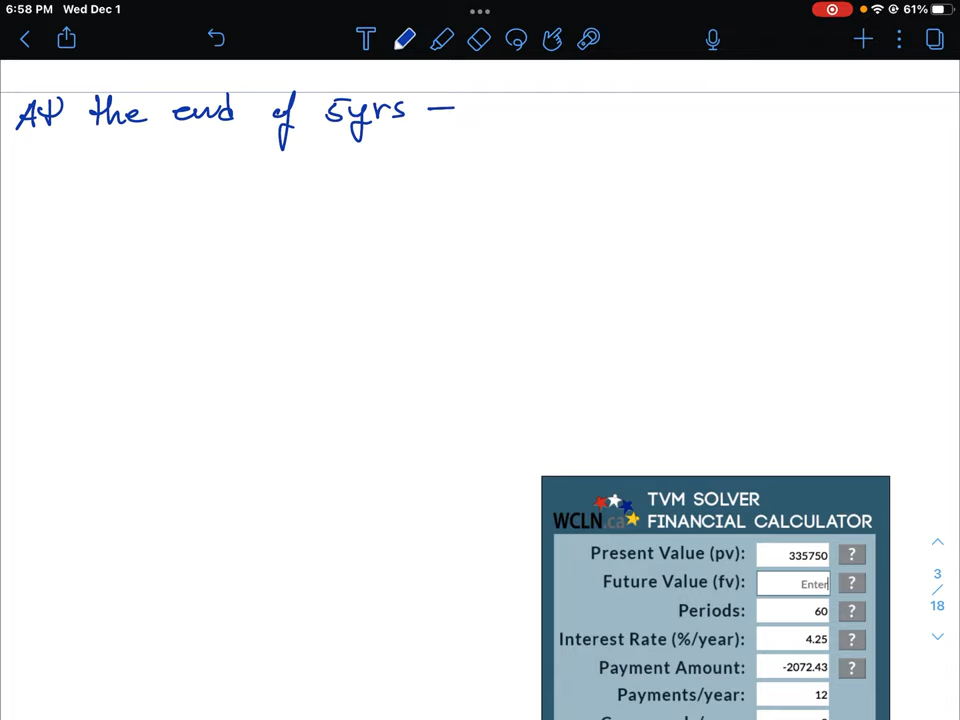 6:58 PM Wed Dec 1
61%
T
At the end of 5yrs —
WCLN.ca
TVM SOLVER
FINANCIAL CALCULATOR
Present Value (pv): 335750 ?
Future Value (fv): Enter ?
Periods: 60 ?
Interest Rate (%/year): 4.25 ?
Payment Amount: -2072.43 ?
Payments/year: 12
3
/
18